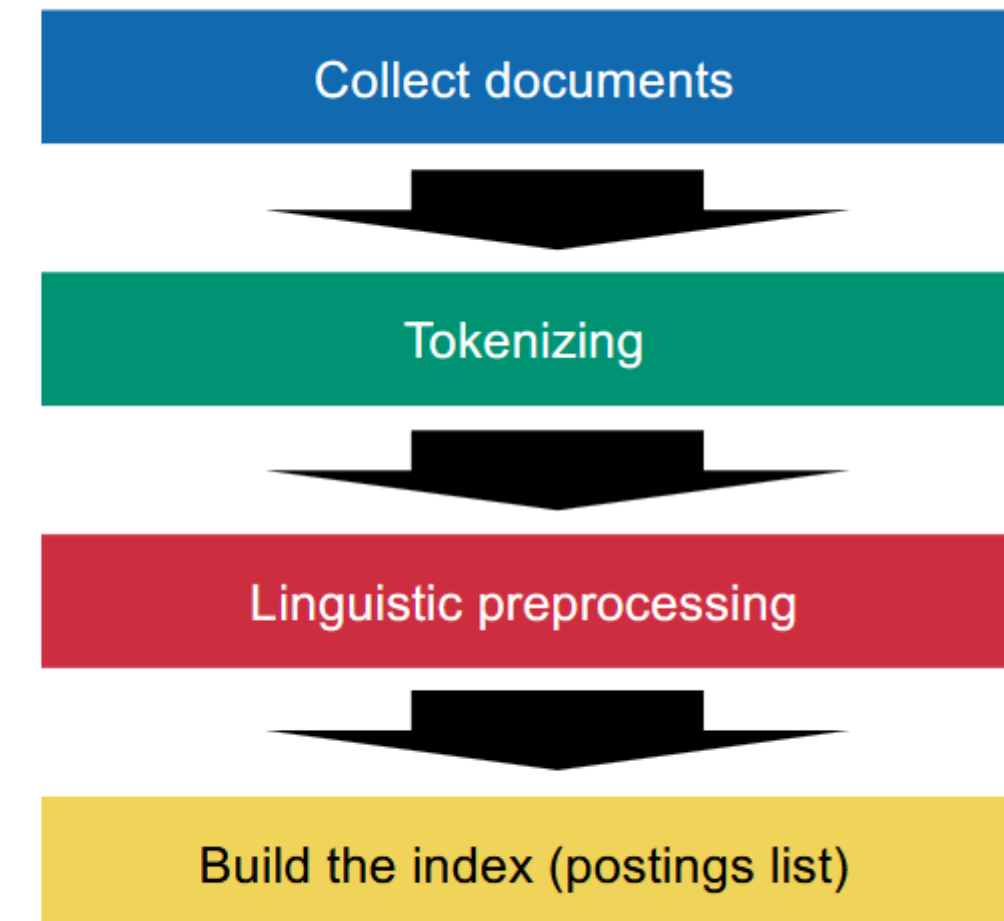 Collect documents
Tokenizing
Linguistic preprocessing
Build the index (postings list)